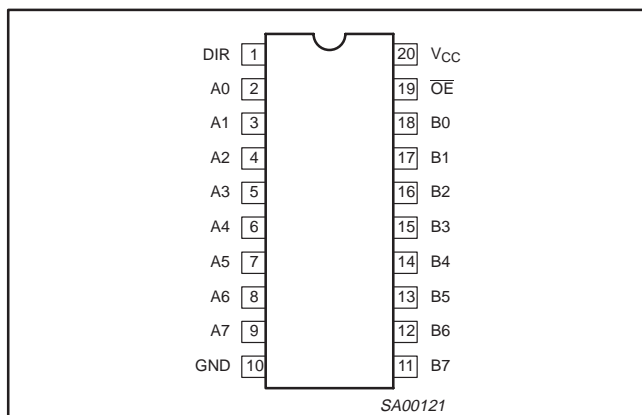 DIR 1 20 VCC
A0 2 19 OE
A1 3 18 B0
A2 4 17 B1
A3 5 16 B2
A4 6 15 B3
A5 7 14 B4
A6 8 13 B5
A7 9 12 B6
GND 10 11 B7
SA00121